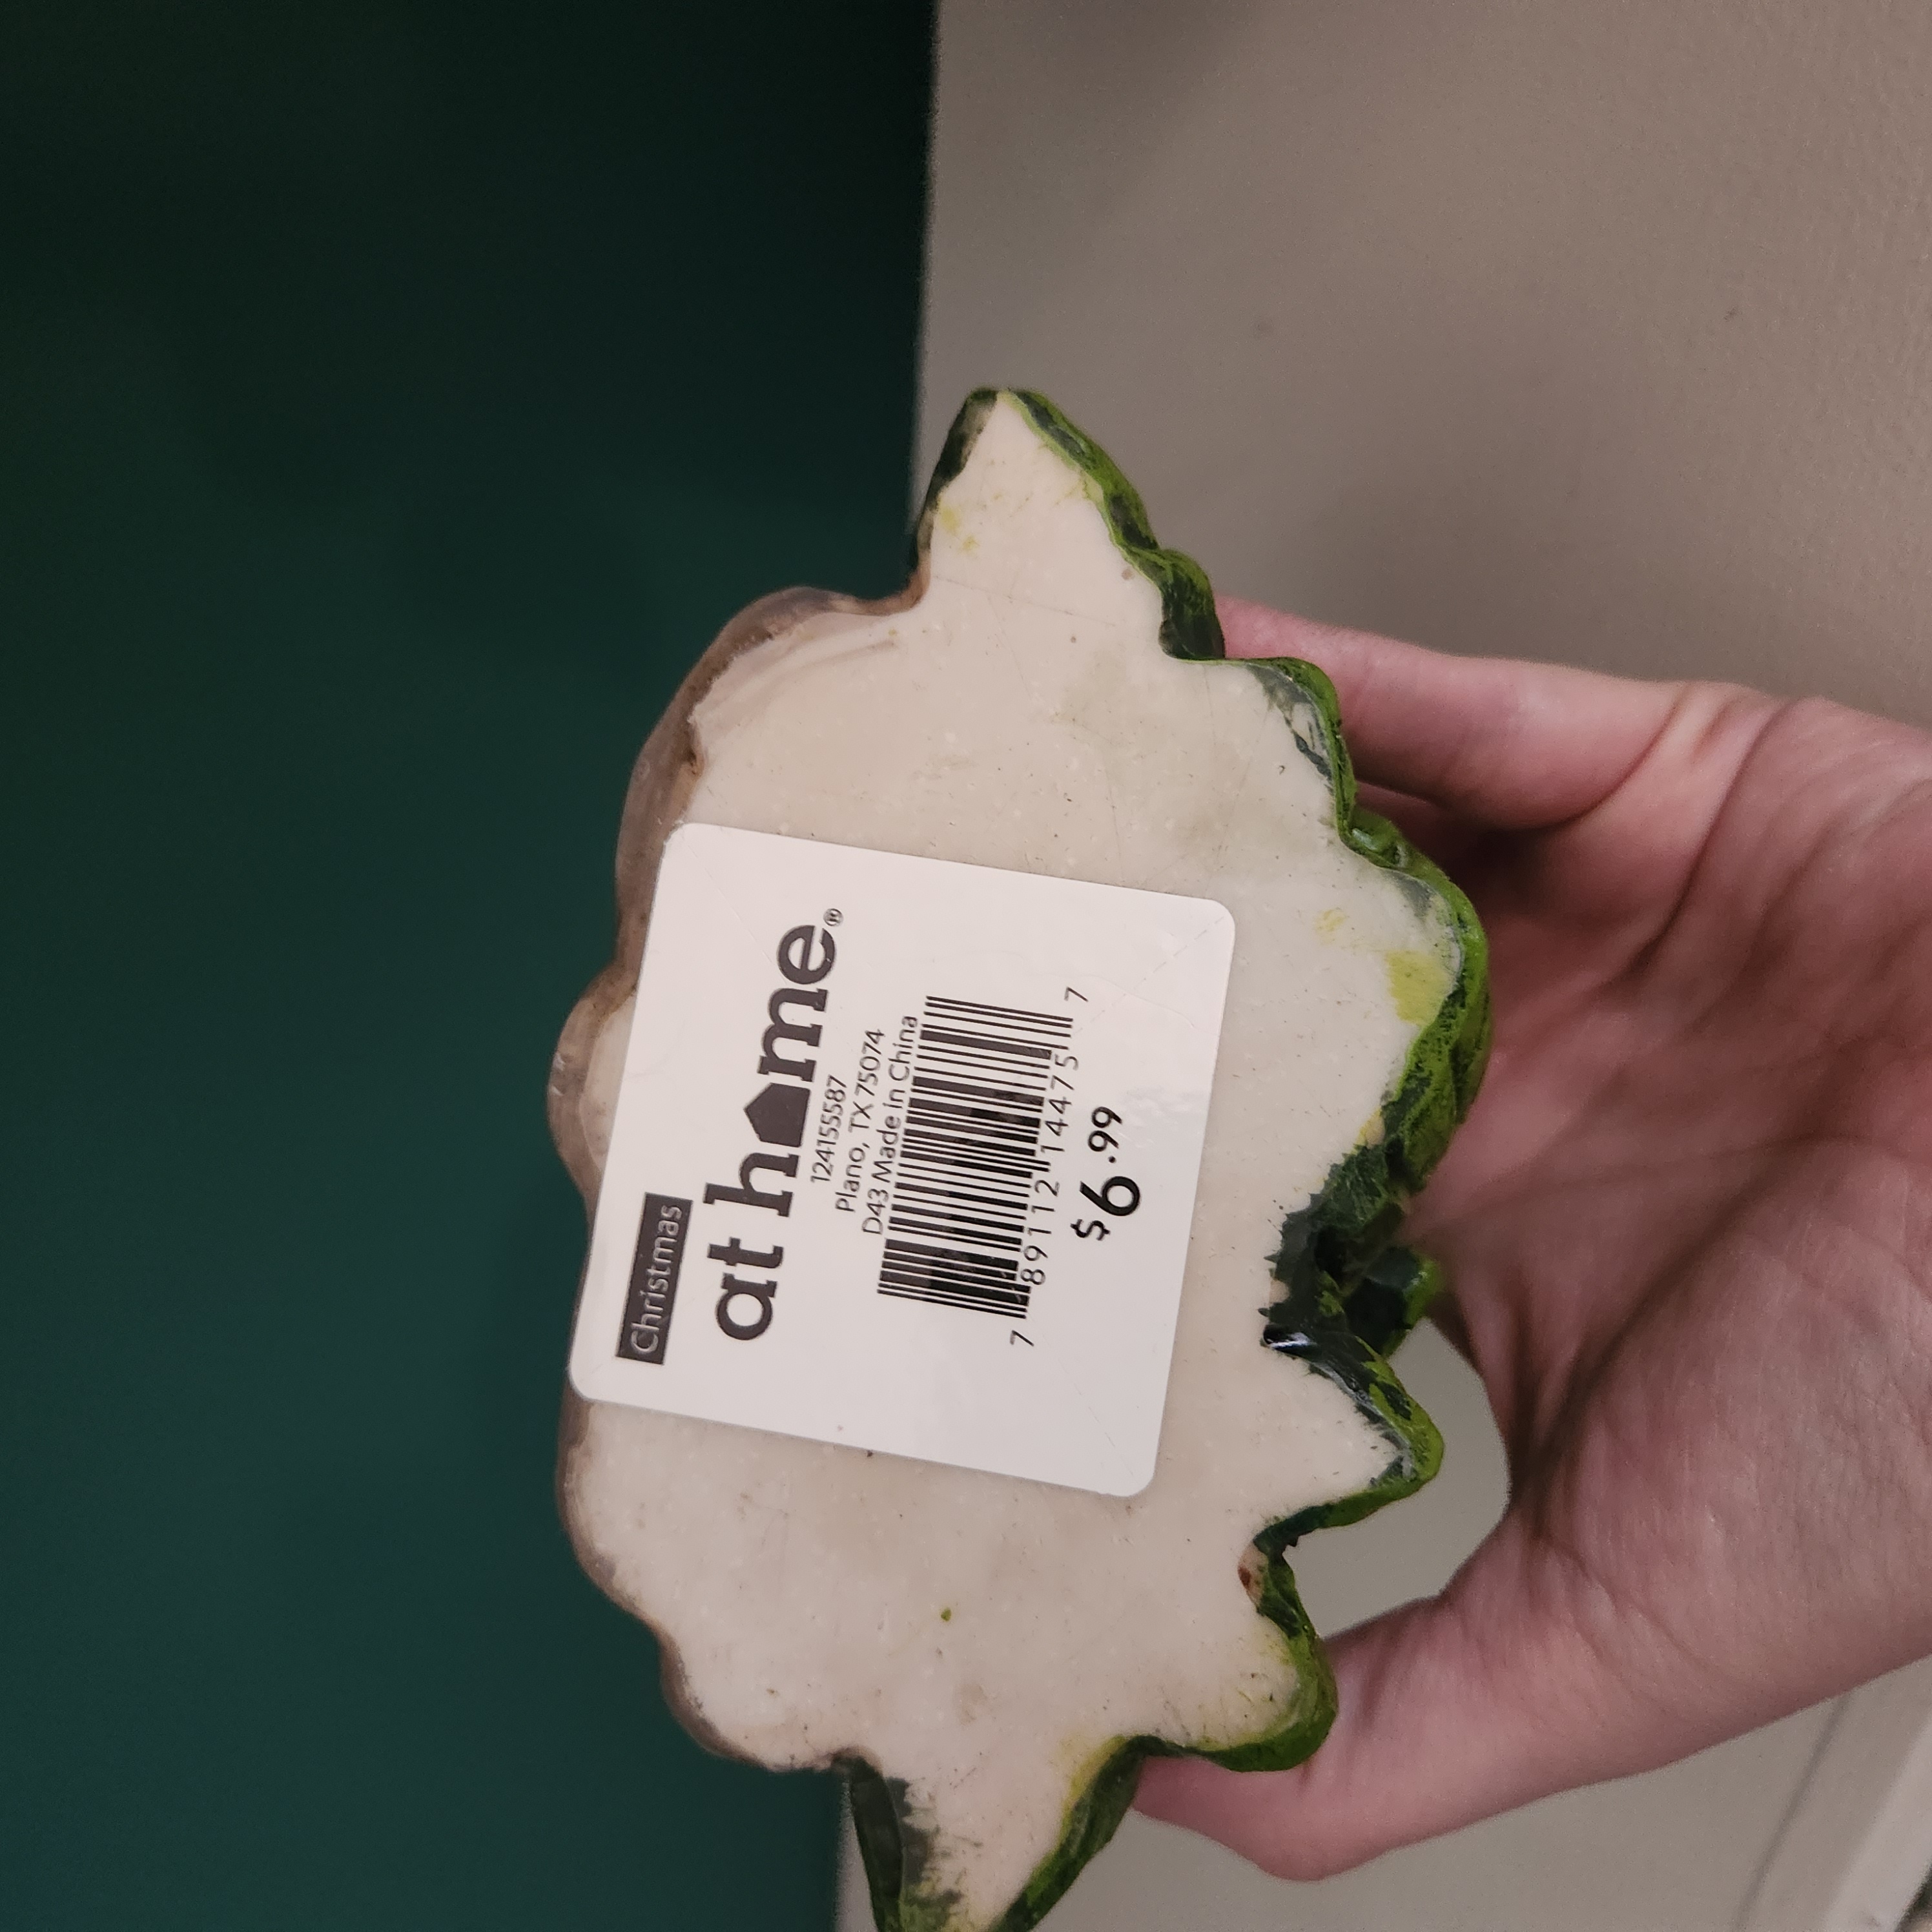 Christmas
at home®
12415587
Plano, TX 75074
D43 Made in China
7 89112 14475 7
$6.99